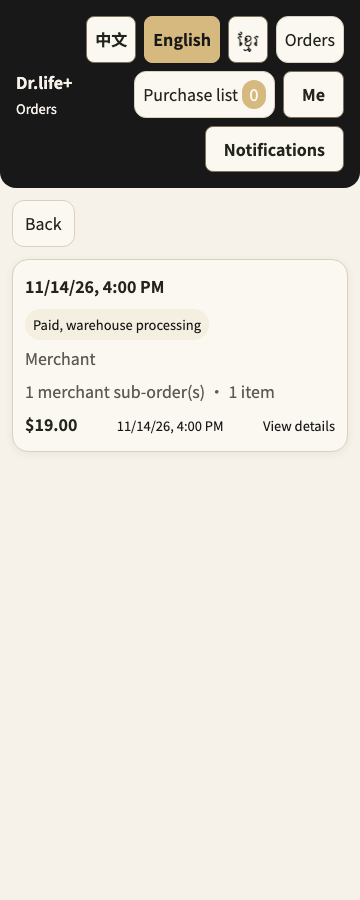 中文
English
ខ្មែរ
Orders
Dr.life+
Orders
Purchase list 0
Me
Notifications
Back
11/14/26, 4:00 PM
Paid, warehouse processing
Merchant
1 merchant sub-order(s) • 1 item
$19.00 11/14/26, 4:00 PM View details